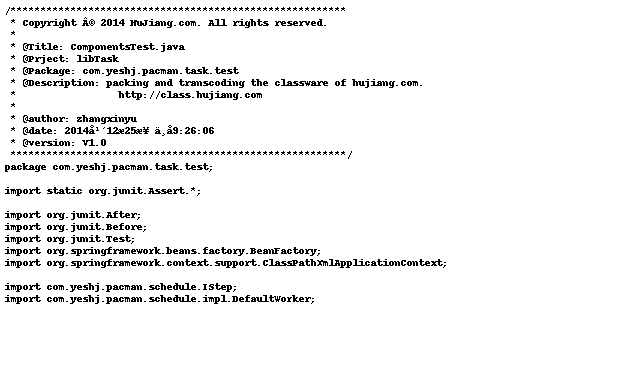 /********************************************************
 * Copyright Â© 2014 HuJiang.com. All rights reserved.
 *
 * @Title: ComponentsTest.java
 * @Prject: libTask
 * @Package: com.yeshj.pacman.task.test
 * @Description: packing and transcoding the classware of hujiang.com.
 *                 http://class.hujiang.com
 *
 * @author: zhangxinyu
 * @date: 2014å¹´12æ25æ¥ ä¸å9:26:06
 * @version: V1.0
 ********************************************************/
package com.yeshj.pacman.task.test;
import static org.junit.Assert.*;
import org.junit.After;
import org.junit.Before;
import org.junit.Test;
import org.springframework.beans.factory.BeanFactory;
import org.springframework.context.support.ClassPathXmlApplicationContext;
import com.yeshj.pacman.schedule.IStep;
import com.yeshj.pacman.schedule.impl.DefaultWorker;